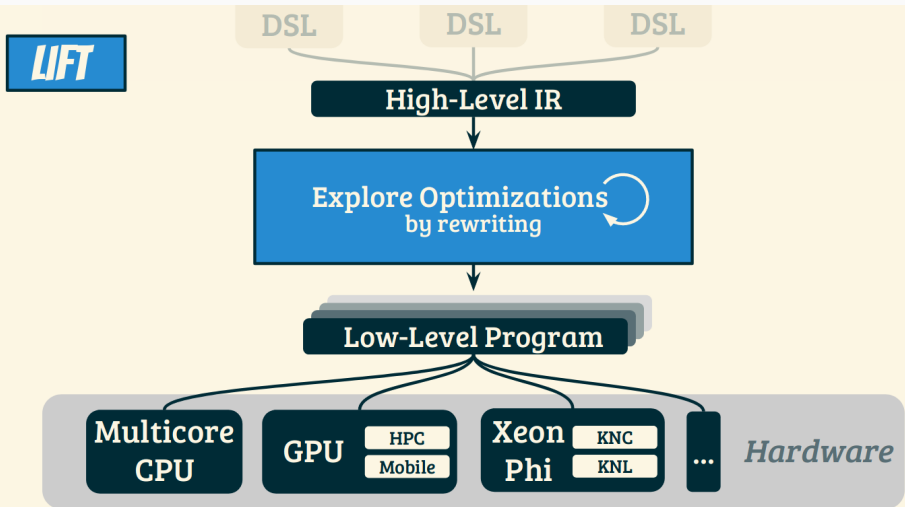 DSL DSL DSL
LIFT
High-Level IR
Explore Optimizations
by rewriting
Low-Level Program
Multicore
CPU
GPU
HPC
Mobile
Xeon
Phi
KNC
KNL
...
Hardware